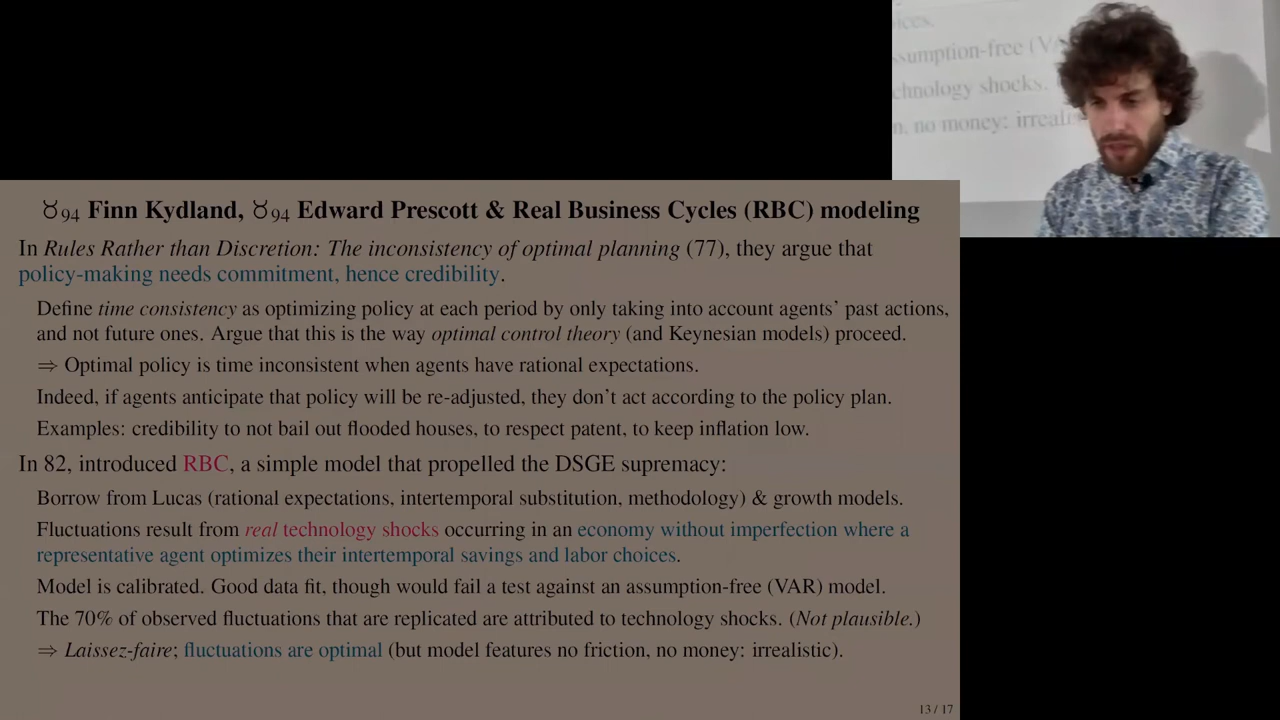 ices.
ssumption-free (VA
chnology shocks.
n, no money: irreali
♉94 Finn Kydland, ♉94 Edward Prescott & Real Business Cycles (RBC) modeling
In Rules Rather than Discretion: The inconsistency of optimal planning (77), they argue that
policy-making needs commitment, hence credibility.
Define time consistency as optimizing policy at each period by only taking into account agents’ past actions,
and not future ones. Argue that this is the way optimal control theory (and Keynesian models) proceed.
⇒ Optimal policy is time inconsistent when agents have rational expectations.
Indeed, if agents anticipate that policy will be re-adjusted, they don’t act according to the policy plan.
Examples: credibility to not bail out flooded houses, to respect patent, to keep inflation low.
In 82, introduced RBC, a simple model that propelled the DSGE supremacy:
Borrow from Lucas (rational expectations, intertemporal substitution, methodology) & growth models.
Fluctuations result from real technology shocks occurring in an economy without imperfection where a
representative agent optimizes their intertemporal savings and labor choices.
Model is calibrated. Good data fit, though would fail a test against an assumption-free (VAR) model.
The 70% of observed fluctuations that are replicated are attributed to technology shocks. (Not plausible.)
⇒ Laissez-faire; fluctuations are optimal (but model features no friction, no money: irrealistic).
13 / 17